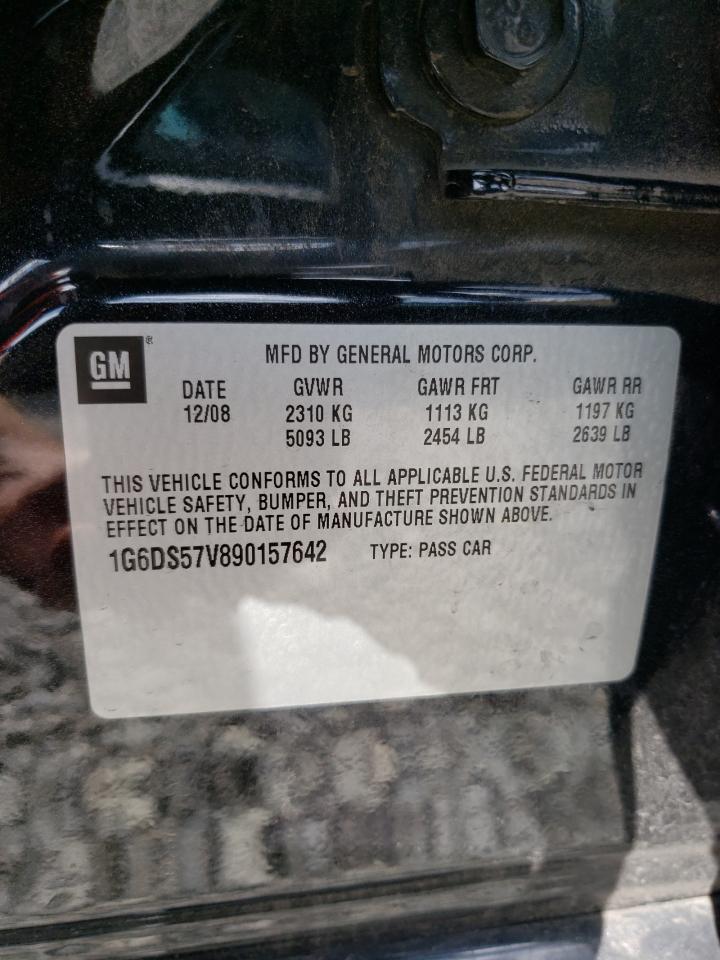 GM®
MFD BY GENERAL MOTORS CORP.
DATE GVWR GAWR FRT GAWR RR
12/08 2310 KG 1113 KG 1197 KG
5093 LB 2454 LB 2639 LB
THIS VEHICLE CONFORMS TO ALL APPLICABLE U.S. FEDERAL MOTOR
VEHICLE SAFETY, BUMPER, AND THEFT PREVENTION STANDARDS IN
EFFECT ON THE DATE OF MANUFACTURE SHOWN ABOVE.
1G6DS57V890157642 TYPE: PASS CAR